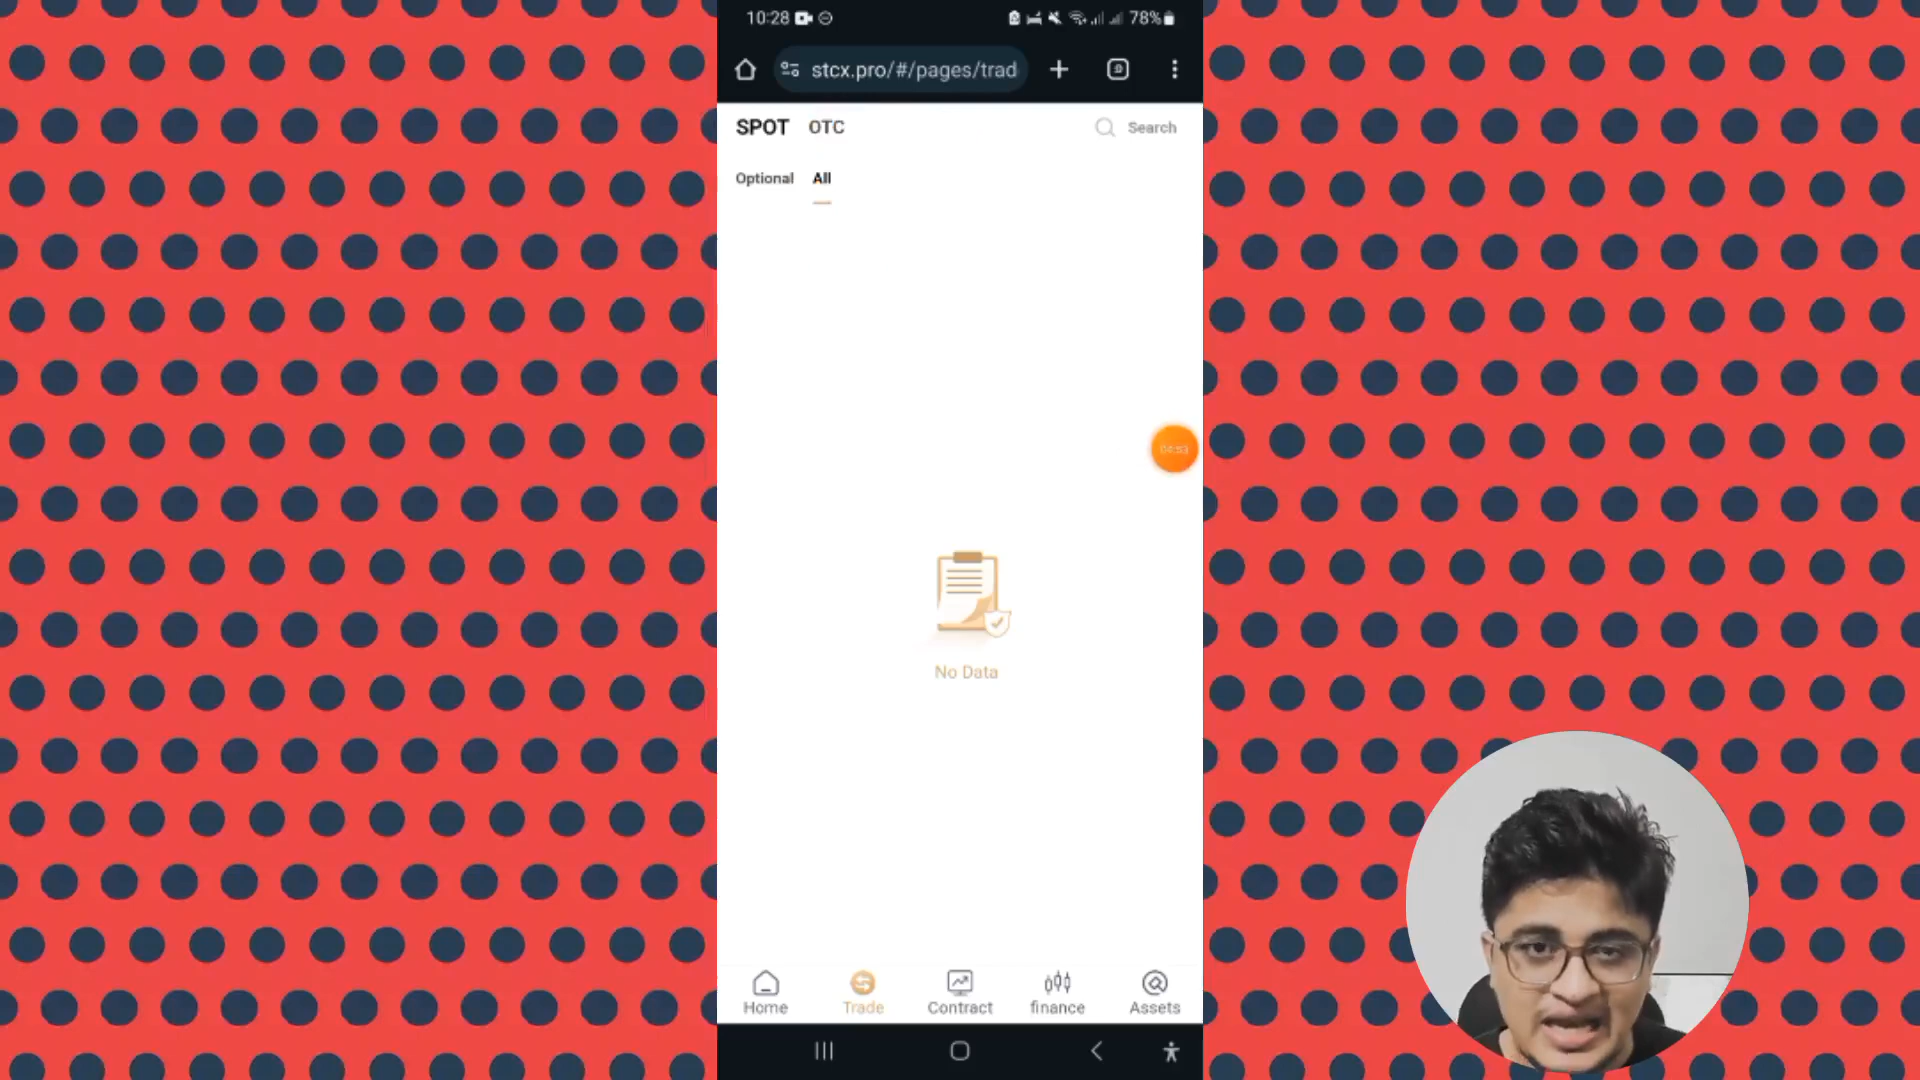 10:28
78%
stcx.pro/#/pages/trad
SPOT OTC
Search
Optional All
No Data
Home Trade Contract finance Assets